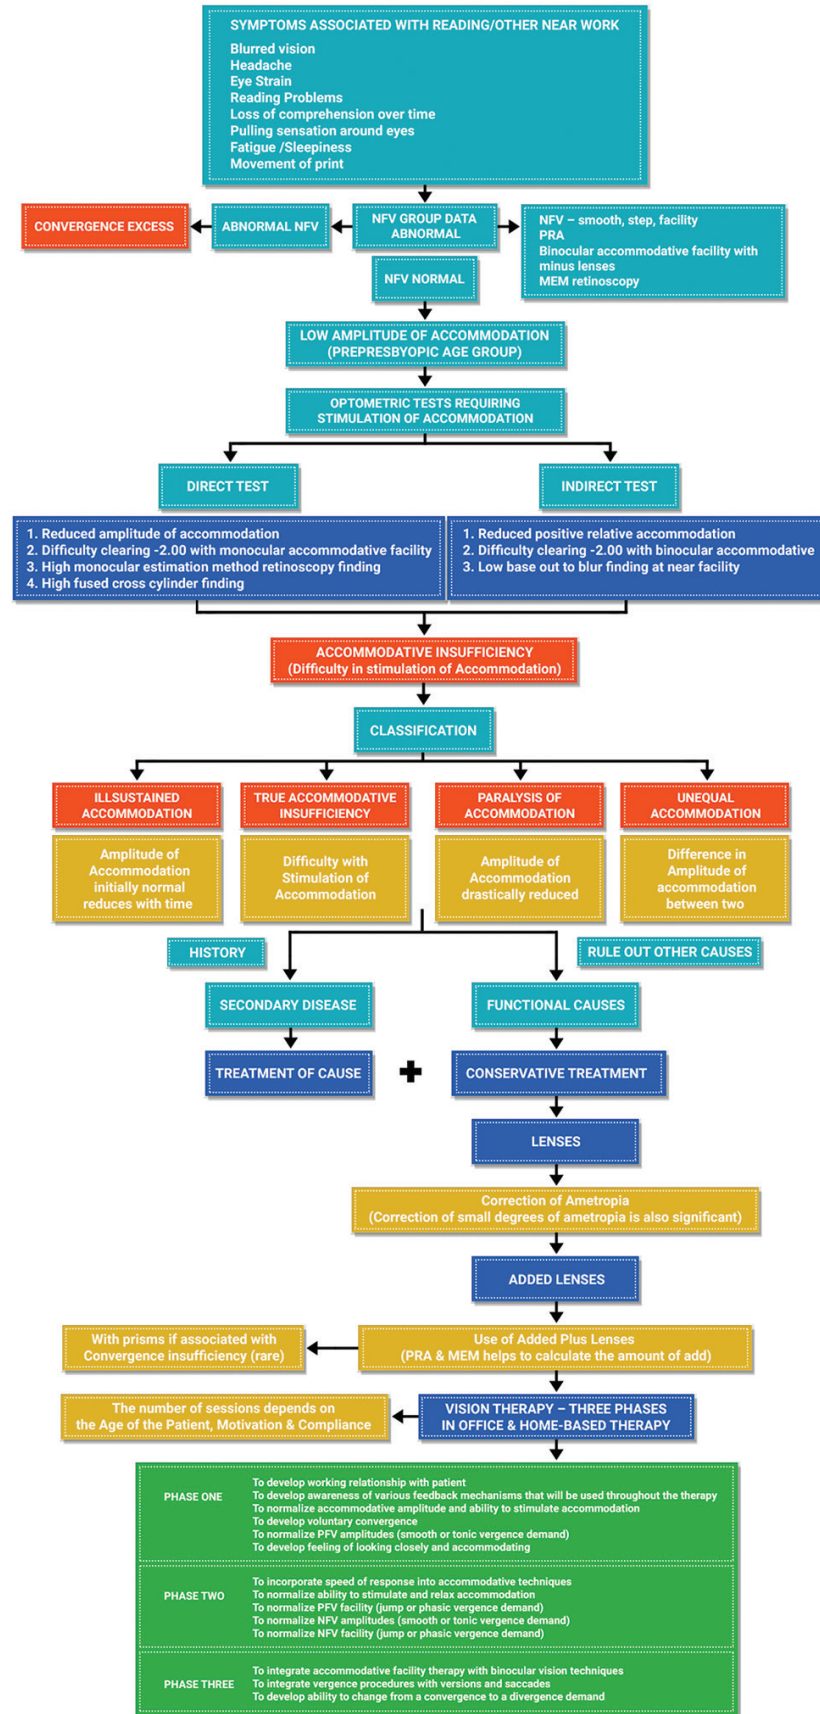 SYMPTOMS ASSOCIATED WITH READING/OTHER NEAR WORK
Blurred vision
Headache
Eye Strain
Reading Problems
Loss of comprehension over time
Pulling sensation around eyes
Fatigue /Sleepiness
Movement of print
CONVERGENCE EXCESS
ABNORMAL NFV
NFV GROUP DATA
ABNORMAL
NFV – smooth, step, facility
PRA
Binocular accommodative facility with
minus lenses
MEM retinoscopy
NFV NORMAL
LOW AMPLITUDE OF ACCOMMODATION
(PREPRESBYOPIC AGE GROUP)
OPTOMETRIC TESTS REQUIRING
STIMULATION OF ACCOMMODATION
DIRECT TEST
INDIRECT TEST
1. Reduced amplitude of accommodation
2. Difficulty clearing -2.00 with monocular accommodative facility
3. High monocular estimation method retinoscopy finding
4. High fused cross cylinder finding
1. Reduced positive relative accommodation
2. Difficulty clearing -2.00 with binocular accommodative
3. Low base out to blur finding at near facility
ACCOMMODATIVE INSUFFICIENCY
(Difficulty in stimulation of Accommodation)
CLASSIFICATION
ILLSUSTAINED
ACCOMMODATION
TRUE ACCOMMODATIVE
INSUFFICIENCY
PARALYSIS OF
ACCOMMODATION
UNEQUAL
ACCOMMODATION
Amplitude of
Accommodation
initially normal
reduces with time
Difficulty with
Stimulation of
Accommodation
Amplitude of
Accommodation
drastically reduced
Difference in
Amplitude of
accommodation
between two
HISTORY
RULE OUT OTHER CAUSES
SECONDARY DISEASE
FUNCTIONAL CAUSES
TREATMENT OF CAUSE
+
CONSERVATIVE TREATMENT
LENSES
Correction of Ametropia
(Correction of small degrees of ametropia is also significant)
ADDED LENSES
With prisms if associated with
Convergence insufficiency (rare)
Use of Added Plus Lenses
(PRA & MEM helps to calculate the amount of add)
The number of sessions depends on
the Age of the Patient, Motivation & Compliance
VISION THERAPY – THREE PHASES
IN OFFICE & HOME-BASED THERAPY
PHASE ONE
To develop working relationship with patient
To develop awareness of various feedback mechanisms that will be used throughout the therapy
To normalize accommodative amplitude and ability to stimulate accommodation
To develop voluntary convergence
To normalize PFV amplitudes (smooth or tonic vergence demand)
To develop feeling of looking closely and accommodating
PHASE TWO
To incorporate speed of response into accommodative techniques
To normalize ability to stimulate and relax accommodation
To normalize PFV facility (jump or phasic vergence demand)
To normalize NFV amplitudes (smooth or tonic vergence demand)
To normalize NFV facility (jump or phasic vergence demand)
PHASE THREE
To integrate accommodative facility therapy with binocular vision techniques
To integrate vergence procedures with versions and saccades
To develop ability to change from a convergence to a divergence demand